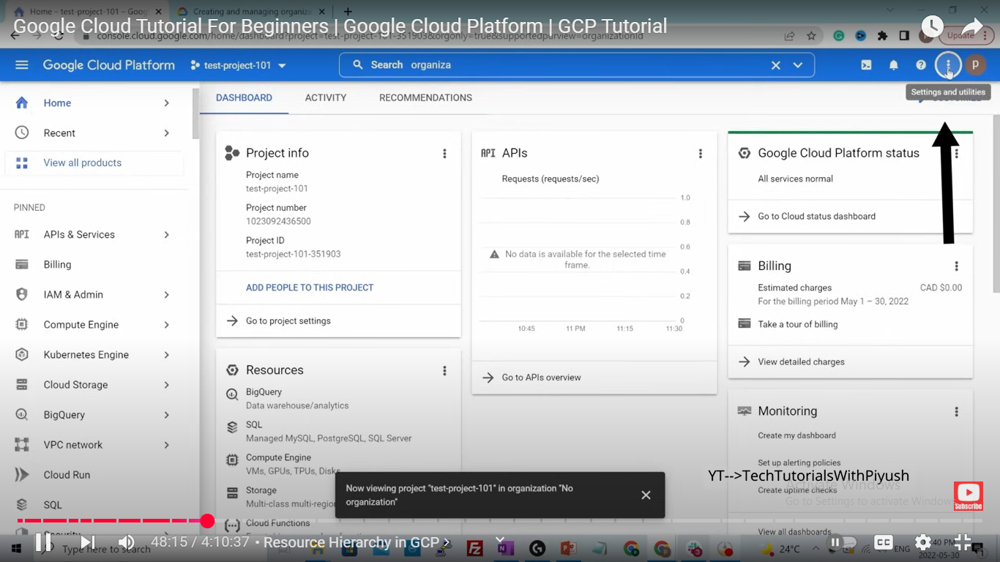 Home – test-project-101 – Goog
Creating and managing organiza
Google Cloud Tutorial For Beginners | Google Cloud Platform | GCP Tutorial
console.cloud.google.com/home/dashboard?project=test-project-101-351903&orgonly=true&supportedpurview=organizationId
Update
Google Cloud Platform
test-project-101
Search organiza
P
Settings and utilities
Home
Recent
View all products
PINNED
API APIs & Services
Billing
IAM & Admin
Compute Engine
Kubernetes Engine
Cloud Storage
BigQuery
VPC network
Cloud Run
SQL
Security
DASHBOARD
ACTIVITY
RECOMMENDATIONS
CUSTOMIZE
Project info
Project name
test-project-101
Project number
1023092436500
Project ID
test-project-101-351903
ADD PEOPLE TO THIS PROJECT
Go to project settings
Resources
BigQuery
Data warehouse/analytics
SQL
Managed MySQL, PostgreSQL, SQL Server
Compute Engine
VMs, GPUs, TPUs, Disks
Storage
Multi-class multi-region
Cloud Functions
API APIs
Requests (requests/sec)
1.0
0.8
0.6
No data is available for the selected time
frame.
0.4
0.2
0
10:45
11 PM
11:15
11:30
Go to APIs overview
Google Cloud Platform status
All services normal
Go to Cloud status dashboard
Billing
Estimated charges
CAD $0.00
For the billing period May 1 – 30, 2022
Take a tour of billing
View detailed charges
Monitoring
Create my dashboard
Set up alerting policies
YT-->TechTutorialsWithPiyush
Activate Windows
Create uptime checks
Go to Settings to activate Windows.
Subscribe
View all dashboards
Now viewing project "test-project-101" in organization "No
organization"
48:15 / 4:10:37 • Resource Hierarchy in GCP
Type here to search
24°C
ENG
2022-05-30
CC